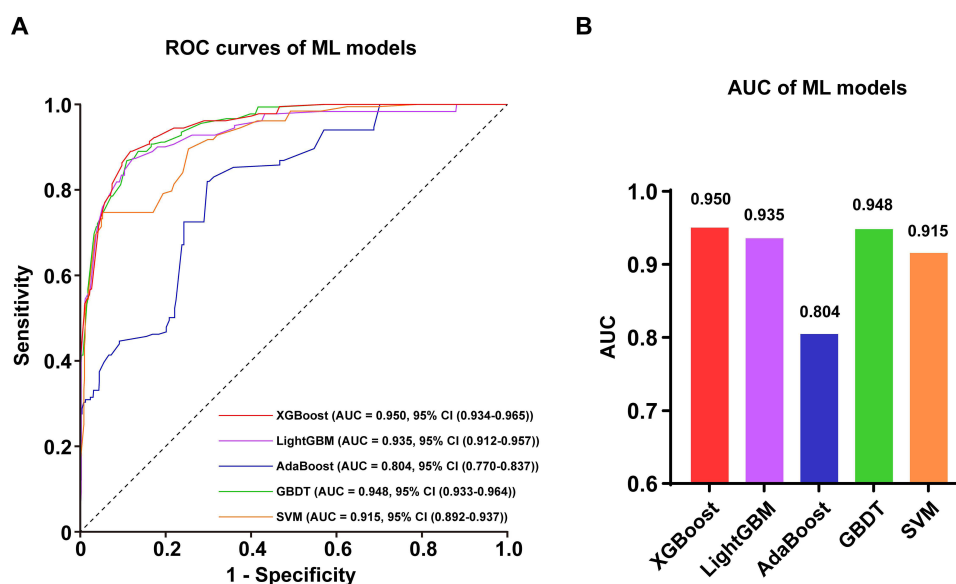 A
ROC curves of ML models
1.0
0.8
0.6
0.4
0.2
0
Sensitivity
XGBoost (AUC = 0.950, 95% CI (0.934-0.965))
LightGBM (AUC = 0.935, 95% CI (0.912-0.957))
AdaBoost (AUC = 0.804, 95% CI (0.770-0.837))
GBDT (AUC = 0.948, 95% CI (0.933-0.964))
SVM (AUC = 0.915, 95% CI (0.892-0.937))
0 0.2 0.4 0.6 0.8 1.0
1 - Specificity
B
AUC of ML models
1.0
0.9
0.8
0.7
0.6
AUC
0.950 0.935 0.804 0.948 0.915
XGBoost LightGBM AdaBoost GBDT SVM